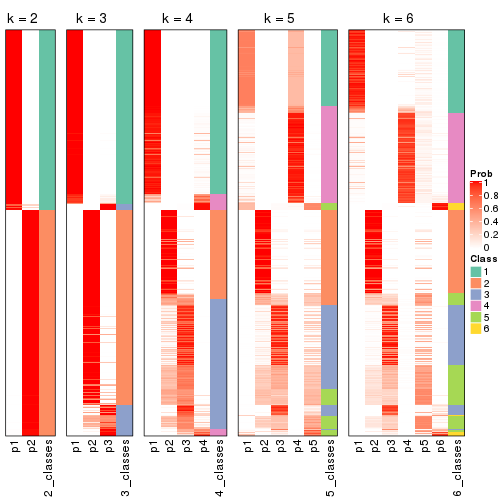 k = 2
k = 3
k = 4
k = 5
k = 6
p1
p2
2_classes
p1
p2
p3
3_classes
p1
p2
p3
p4
4_classes
p1
p2
p3
p4
p5
5_classes
p1
p2
p3
p4
p5
p6
6_classes
Prob
1
0.8
0.6
0.4
0.2
0
Class
1
2
3
4
5
6